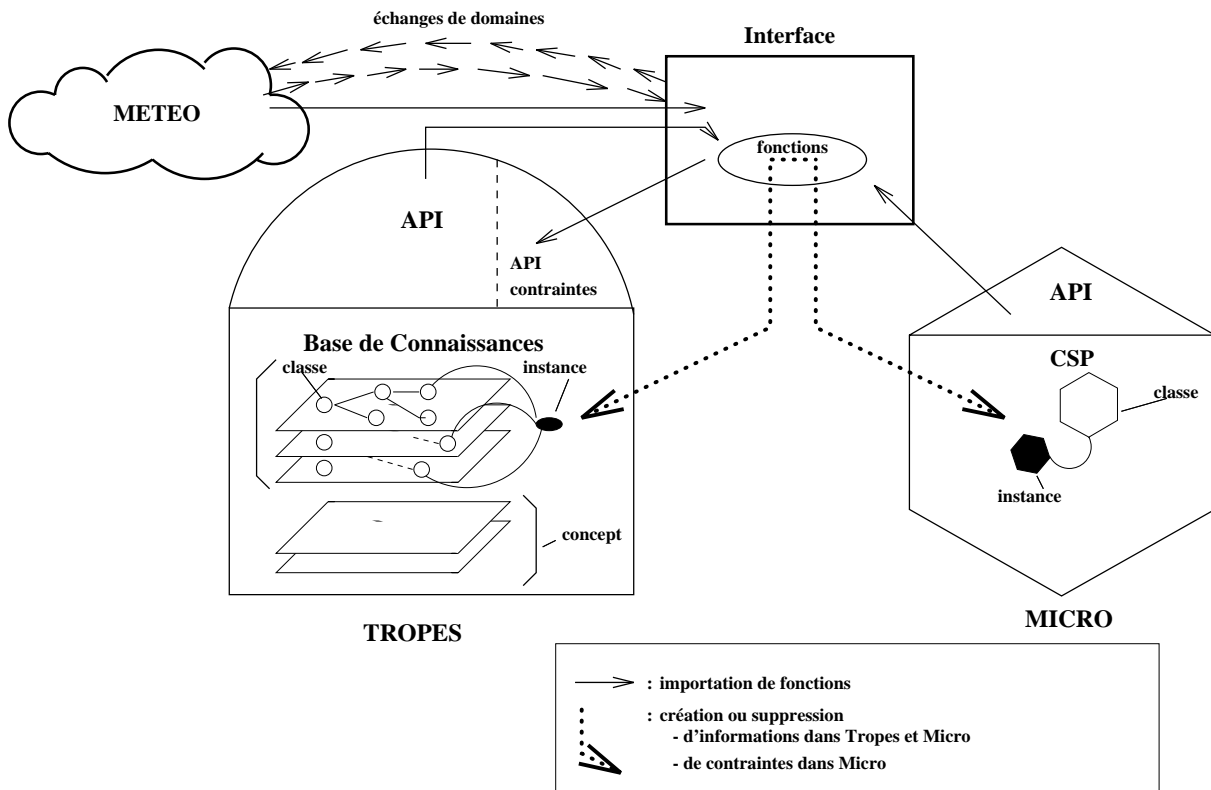 échanges de domaines
Interface
METEO
fonctions
API
API
contraintes
API
Base de Connaissances
classe
instance
CSP
classe
instance
concept
TROPES
MICRO
: importation de fonctions
: création ou suppression
- d'informations dans Tropes et Micro
- de contraintes dans Micro